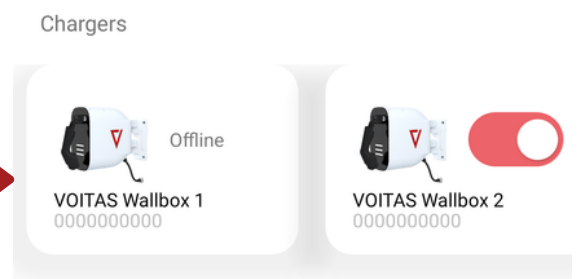 Chargers
Offline
VOITAS Wallbox 1
0000000000
VOITAS Wallbox 2
0000000000